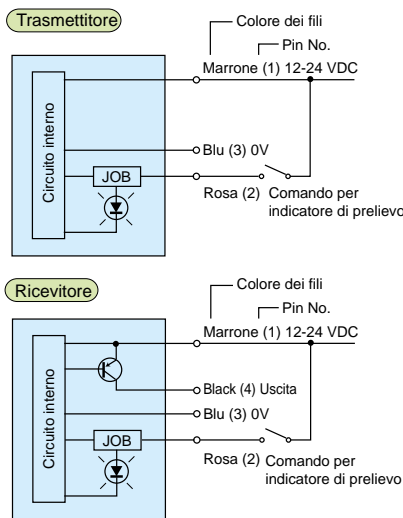 Trasmettitore
Colore dei fili
Pin No.
Marrone (1) 12-24 VDC
Circuito interno
Blu (3) 0V
JOB
Rosa (2) Comando per
indicatore di prelievo
Ricevitore
Colore dei fili
Pin No.
Marrone (1) 12-24 VDC
Circuito interno
Black (4) Uscita
Blu (3) 0V
JOB
Rosa (2) Comando per
indicatore di prelievo